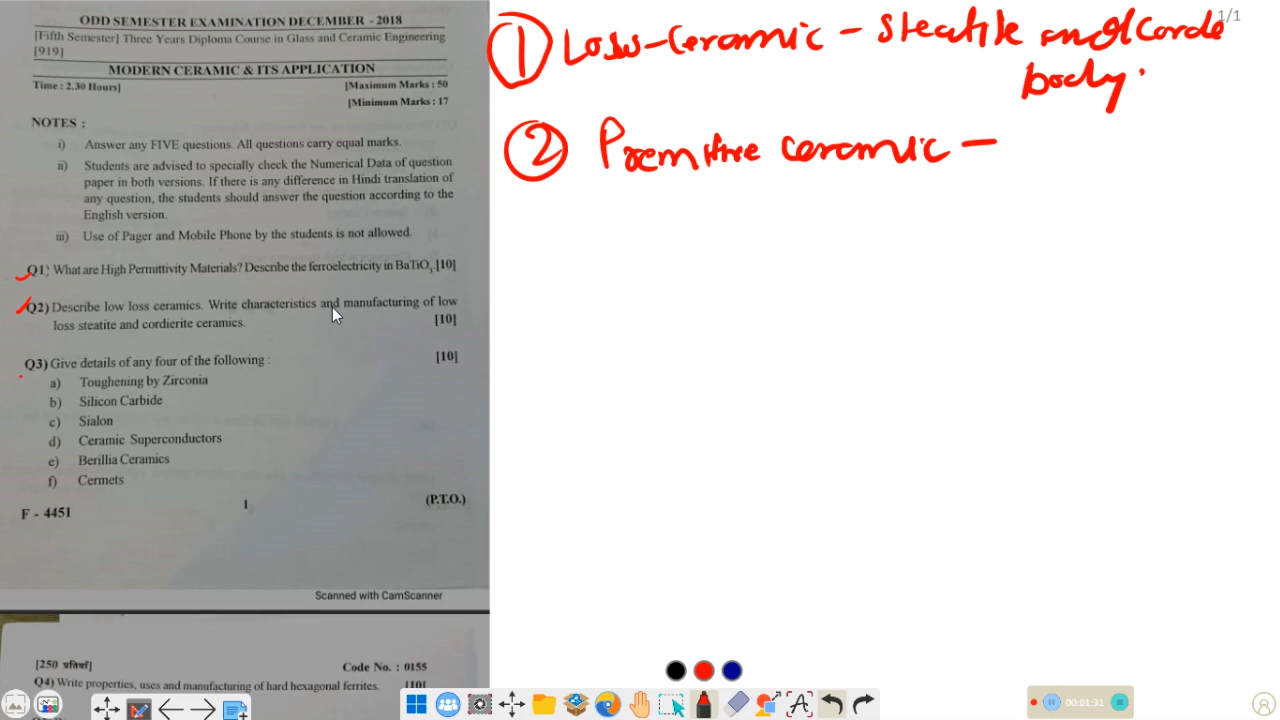 ODD SEMESTER EXAMINATION DECEMBER - 2018
[Fifth Semester] Three Years Diploma Course in Glass and Ceramic Engineering
[919]
MODERN CERAMIC & ITS APPLICATION
Time : 2.30 Hours] [Maximum Marks : 50
[Minimum Marks : 17
NOTES :
i) Answer any FIVE questions. All questions carry equal marks.
ii) Students are advised to specially check the Numerical Data of question
paper in both versions. If there is any difference in Hindi translation of
any question, the students should answer the question according to the
English version.
iii) Use of Pager and Mobile Phone by the students is not allowed.
Q1) What are High Permittivity Materials? Describe the ferroelectricity in BaTiO3. [10]
Q2) Describe low loss ceramics. Write characteristics and manufacturing of low
loss steatite and cordierite ceramics. [10]
Q3) Give details of any four of the following : [10]
a) Toughening by Zirconia
b) Silicon Carbide
c) Sialon
d) Ceramic Superconductors
e) Berillia Ceramics
f) Cermets
1 (P.T.O.)
F - 4451
Scanned with CamScanner
[250 प्रतियाँ] Code No. : 0155
Q4) Write properties, uses and manufacturing of hard hexagonal ferrites. [10]
1/1
① Loss-Ceramic - Steatite and Corde
body.
② Premitive ceramic -
00:01:31